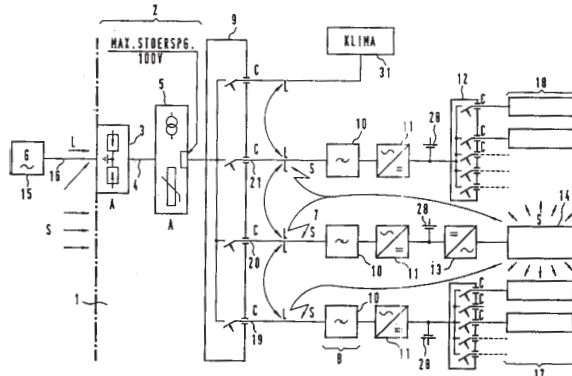 Z
9
MAX.STOERSPG.
100V
KLIMA
31
C
L
5
3
L
G
~
15
16
4
A
A
S
1
C
21
L
S
10
~
11
28
12
C
C
18
7
C
20
L
S
10
~
11
28
13
14
S
S
C
19
L
10
~
B
11
28
C
C
C
17